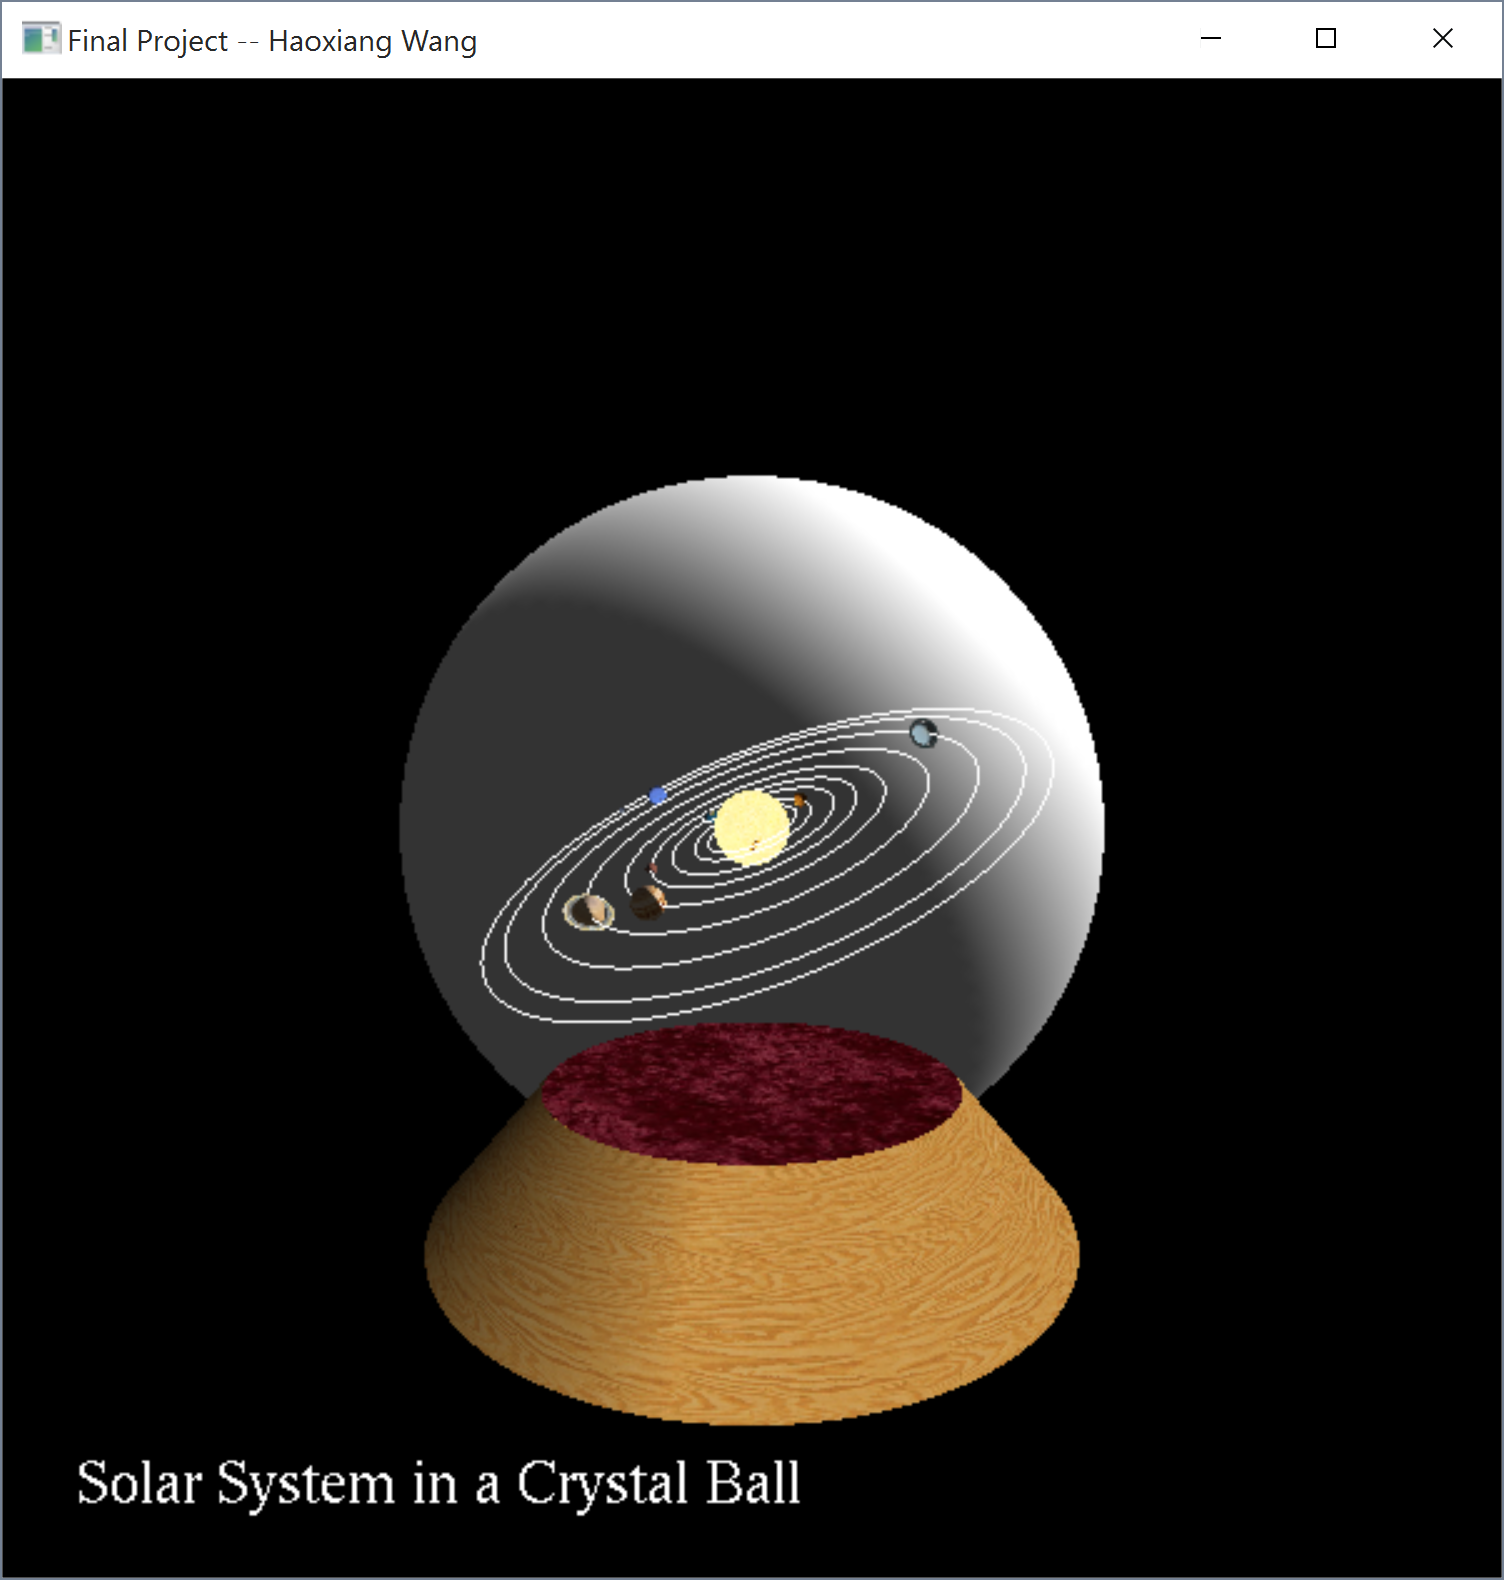 Final Project -- Haoxiang Wang
Solar System in a Crystal Ball